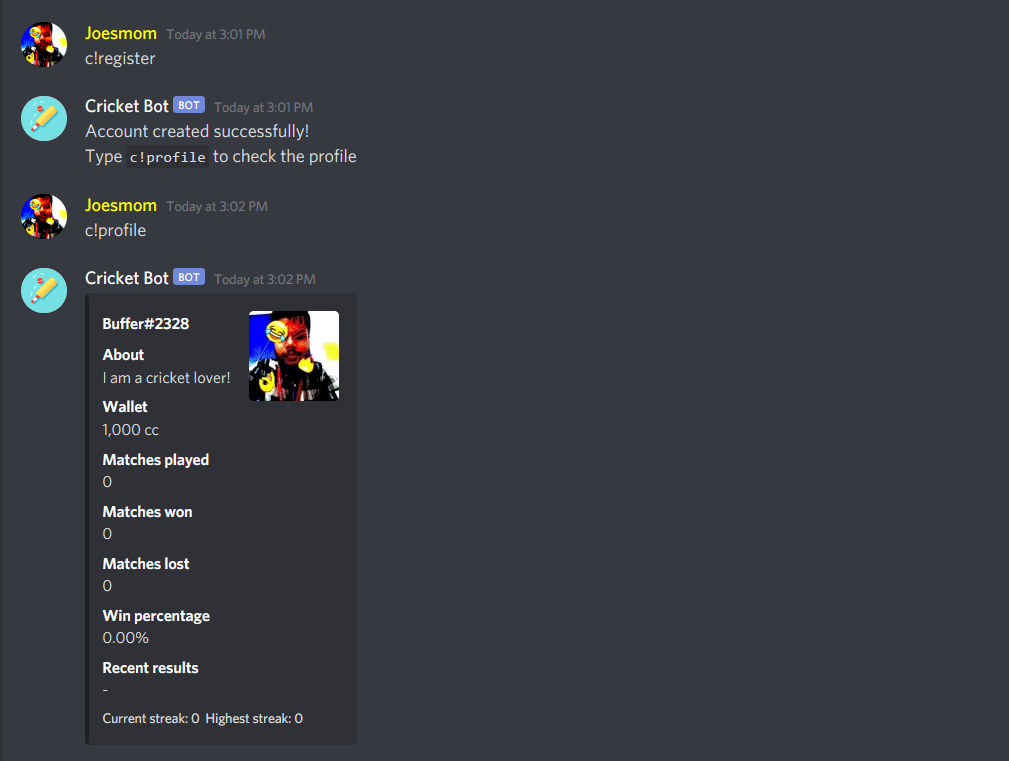 Joesmom Today at 3:01 PM
c!register
Cricket Bot BOT Today at 3:01 PM
Account created successfully!
Type c!profile to check the profile
Joesmom Today at 3:02 PM
c!profile
Cricket Bot BOT Today at 3:02 PM
Buffer#2328
About
I am a cricket lover!
Wallet
1,000 cc
Matches played
0
Matches won
0
Matches lost
0
Win percentage
0.00%
Recent results
-
Current streak: 0 Highest streak: 0